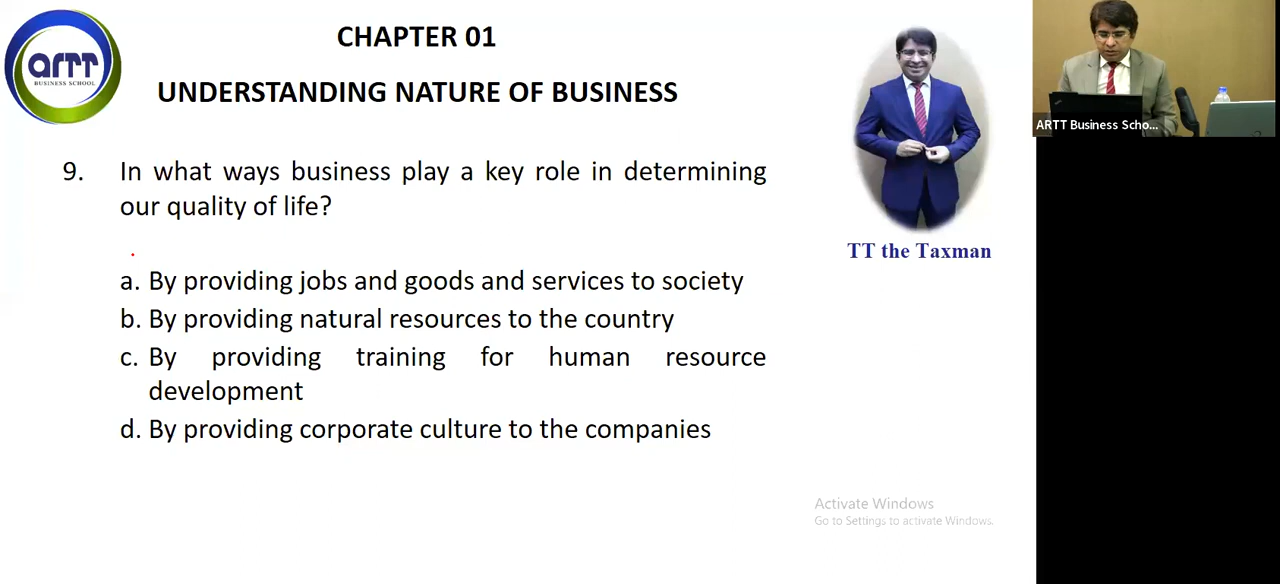 CHAPTER 01
UNDERSTANDING NATURE OF BUSINESS
artt
BUSINESS SCHOOL
9. In what ways business play a key role in determining
our quality of life?
a. By providing jobs and goods and services to society
b. By providing natural resources to the country
c. By providing training for human resource
development
d. By providing corporate culture to the companies
TT the Taxman
ARTT Business Scho...
Activate Windows
Go to Settings to activate Windows.